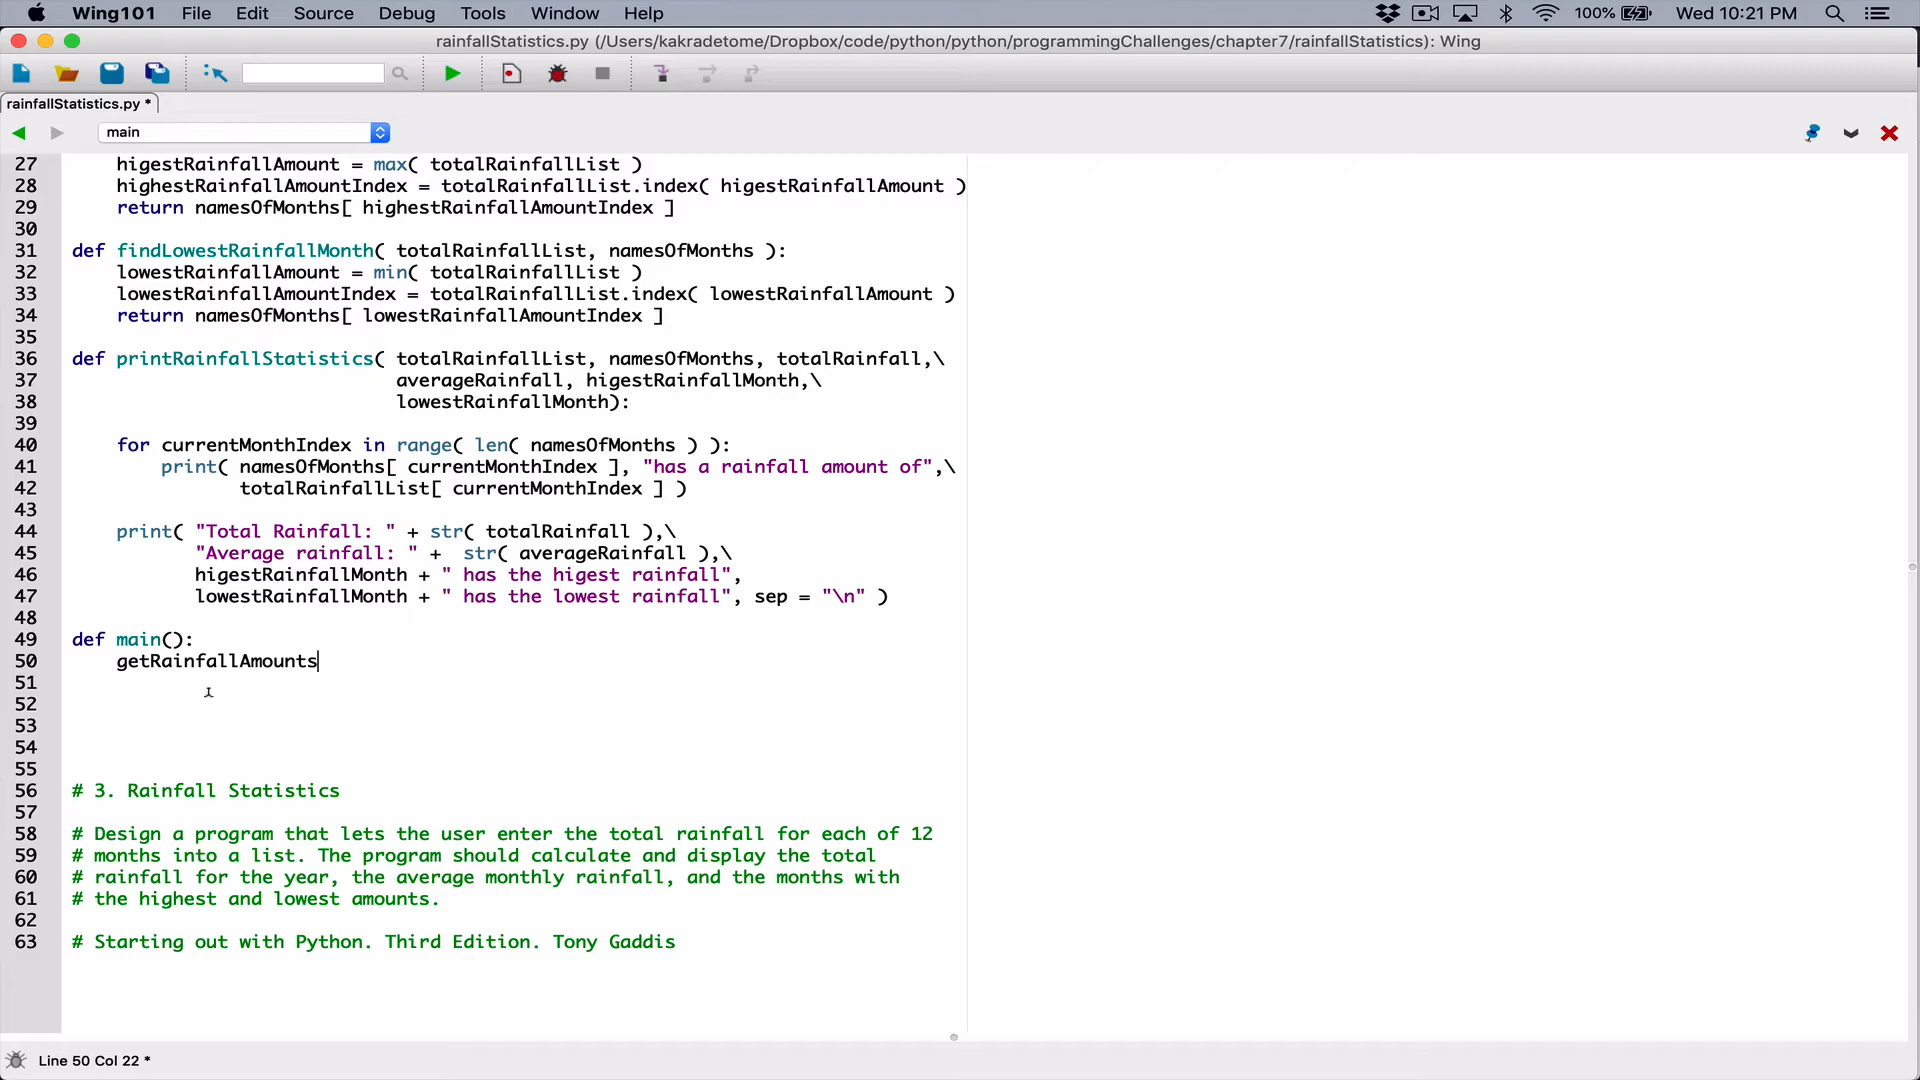 Wing101 File Edit Source Debug Tools Window Help 100% Wed 10:21 PM
rainfallStatistics.py (/Users/kakradetome/Dropbox/code/python/python/programmingChallenges/chapter7/rainfallStatistics): Wing
rainfallStatistics.py *
main
27 higestRainfallAmount = max( totalRainfallList )
28 highestRainfallAmountIndex = totalRainfallList.index( higestRainfallAmount )
29 return namesOfMonths[ highestRainfallAmountIndex ]
30
31 def findLowestRainfallMonth( totalRainfallList, namesOfMonths ):
32 lowestRainfallAmount = min( totalRainfallList )
33 lowestRainfallAmountIndex = totalRainfallList.index( lowestRainfallAmount )
34 return namesOfMonths[ lowestRainfallAmountIndex ]
35
36 def printRainfallStatistics( totalRainfallList, namesOfMonths, totalRainfall,\
37 averageRainfall, higestRainfallMonth,\
38 lowestRainfallMonth):
39
40 for currentMonthIndex in range( len( namesOfMonths ) ):
41 print( namesOfMonths[ currentMonthIndex ], "has a rainfall amount of",\
42 totalRainfallList[ currentMonthIndex ] )
43
44 print( "Total Rainfall: " + str( totalRainfall ),\
45 "Average rainfall: " +  str( averageRainfall ),\
46 higestRainfallMonth + " has the higest rainfall",
47 lowestRainfallMonth + " has the lowest rainfall", sep = "\n" )
48
49 def main():
50 getRainfallAmounts
51
52
53
54
55
56 # 3. Rainfall Statistics
57
58 # Design a program that lets the user enter the total rainfall for each of 12
59 # months into a list. The program should calculate and display the total
60 # rainfall for the year, the average monthly rainfall, and the months with
61 # the highest and lowest amounts.
62
63 # Starting out with Python. Third Edition. Tony Gaddis
Line 50 Col 22 *